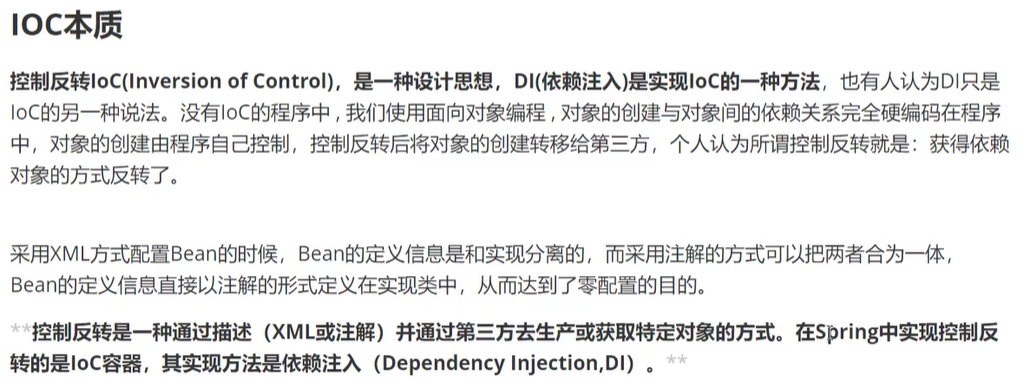 IOC本质
控制反转IoC(Inversion of Control)，是一种设计思想，DI(依赖注入)是实现IoC的一种方法，也有人认为DI只是
IoC的另一种说法。没有IoC的程序中 , 我们使用面向对象编程 , 对象的创建与对象间的依赖关系完全硬编码在程序
中，对象的创建由程序自己控制，控制反转后将对象的创建转移给第三方，个人认为所谓控制反转就是：获得依赖
对象的方式反转了。
采用XML方式配置Bean的时候，Bean的定义信息是和实现分离的，而采用注解的方式可以把两者合为一体，
Bean的定义信息直接以注解的形式定义在实现类中，从而达到了零配置的目的。
**控制反转是一种通过描述（XML或注解）并通过第三方去生产或获取特定对象的方式。在Spring中实现控制反
转的是IoC容器，其实现方法是依赖注入（Dependency Injection,DI）。**